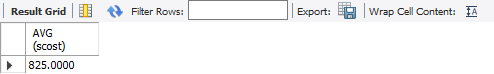 Result Grid Filter Rows: Export: Wrap Cell Content:
AVG
(scost)
825.0000